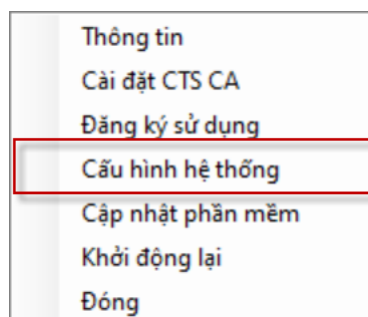 Thông tin
Cài đặt CTS CA
Đăng ký sử dụng
Cấu hình hệ thống
Cập nhật phần mềm
Khởi động lại
Đóng